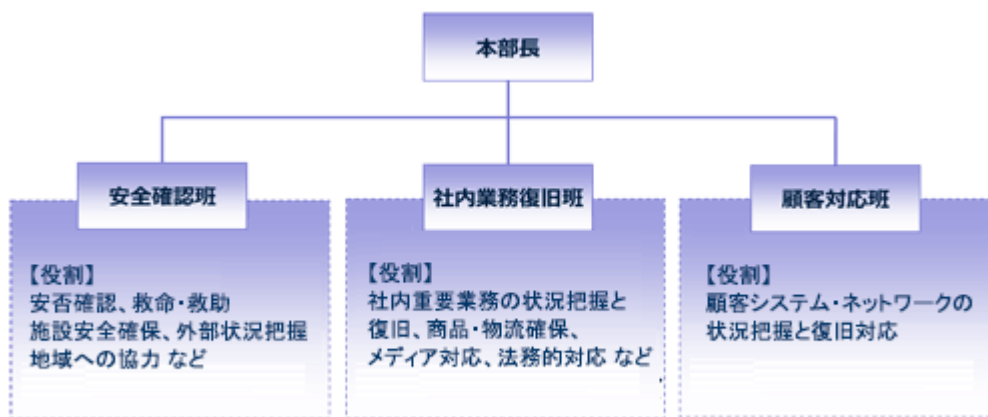 本部長
安全確認班
【役割】
安否確認、救命・救助
施設安全確保、外部状況把握
地域への協力 など
社内業務復旧班
【役割】
社内重要業務の状況把握と
復旧、商品・物流確保、
メディア対応、法務的対応 など
顧客対応班
【役割】
顧客システム・ネットワークの
状況把握と復旧対応